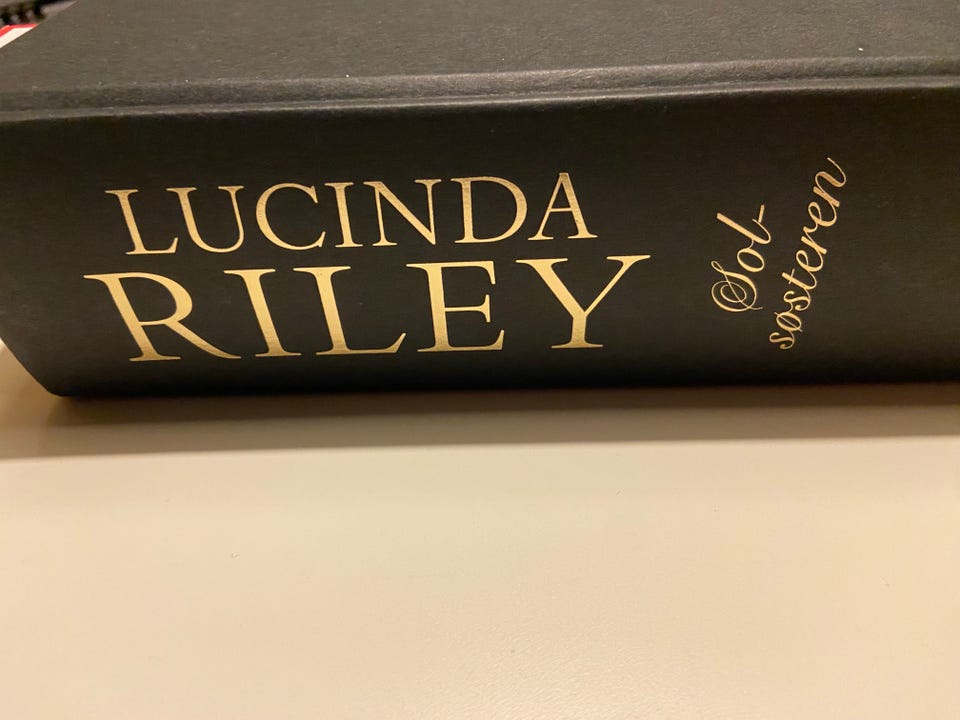 LUCINDA
RILEY
Sol-
søsteren